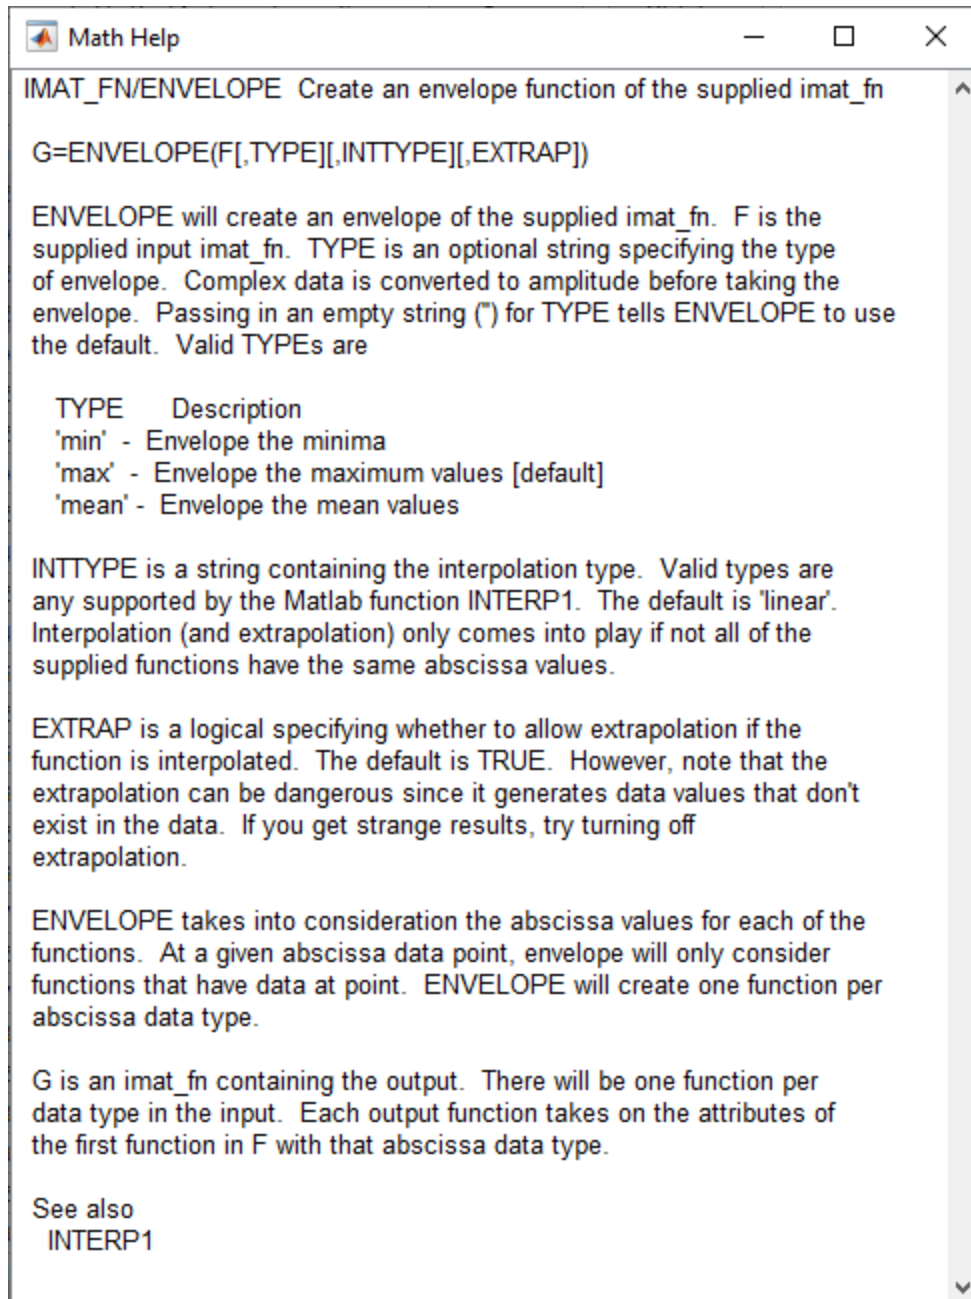 Math Help
IMAT_FN/ENVELOPE  Create an envelope function of the supplied imat_fn
G=ENVELOPE(F[,TYPE][,INTTYPE][,EXTRAP])
ENVELOPE will create an envelope of the supplied imat_fn.  F is the
supplied input imat_fn.  TYPE is an optional string specifying the type
of envelope.  Complex data is converted to amplitude before taking the
envelope.  Passing in an empty string ('') for TYPE tells ENVELOPE to use
the default.  Valid TYPEs are
TYPE      Description
'min'  -  Envelope the minima
'max'  -  Envelope the maximum values [default]
'mean' -  Envelope the mean values
INTTYPE is a string containing the interpolation type.  Valid types are
any supported by the Matlab function INTERP1.  The default is 'linear'.
Interpolation (and extrapolation) only comes into play if not all of the
supplied functions have the same abscissa values.
EXTRAP is a logical specifying whether to allow extrapolation if the
function is interpolated.  The default is TRUE.  However, note that the
extrapolation can be dangerous since it generates data values that don't
exist in the data.  If you get strange results, try turning off
extrapolation.
ENVELOPE takes into consideration the abscissa values for each of the
functions.  At a given abscissa data point, envelope will only consider
functions that have data at point.  ENVELOPE will create one function per
abscissa data type.
G is an imat_fn containing the output.  There will be one function per
data type in the input.  Each output function takes on the attributes of
the first function in F with that abscissa data type.
See also
INTERP1